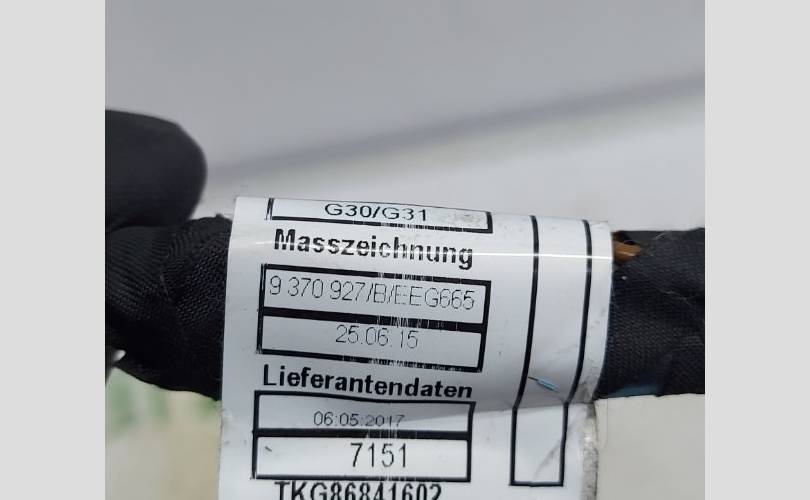 G30/G31
Masszeichnung
9 370 927/B/EEG665
25.06.15
Lieferantendaten
06:05:2017
7151
TKG86841602